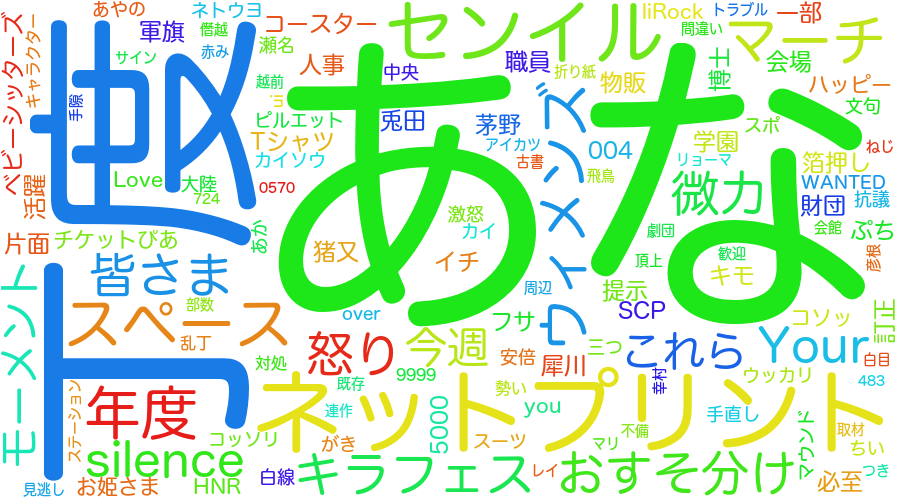 あやの
ネトウヨ
コースター
liRock
トラブル
一部
僭越
軍旗
瀬名
センイル
間違い
マーチ
ベビーシッターズ
キャラクター
サイン
赤み
人事
中央
職員
折り紙
物販
博士
会場
越前
手隙
ピルエット
兎田
茅野
ウィメンズ
ハッピー
文句
Tシャツ
カイソウ
アイカツ
古書
004
学園
スポ
ねじ
リョーマ
箔押し
あな
活躍
Love
大陸
724
0570
飛鳥
微力
WANTED
抗議
財団
片面
チケットぴあ
あか
激怒
カイ
劇団
会館
ぷち
猪又
イチ
頂上
歓迎
キモ
彦根
皆さま
周辺
提示
SCP
モーメント
スペース
部数
over
フサ
コソッ
訂正
乱丁
対処
怒り
今週
安倍
犀川
三つ
これら
Your
白目
年度
既存
9999
勢い
幸村
ウッカリ
483
ステーション
ネットプリント
連作
you
手直し
silence
コッソリ
がき
5000
スーツ
マリ
不備
マウンド
取材
ちい
見逃し
お姫さま
HNR
白線
キラフェス
レイ
おすそ分け
必至
つき